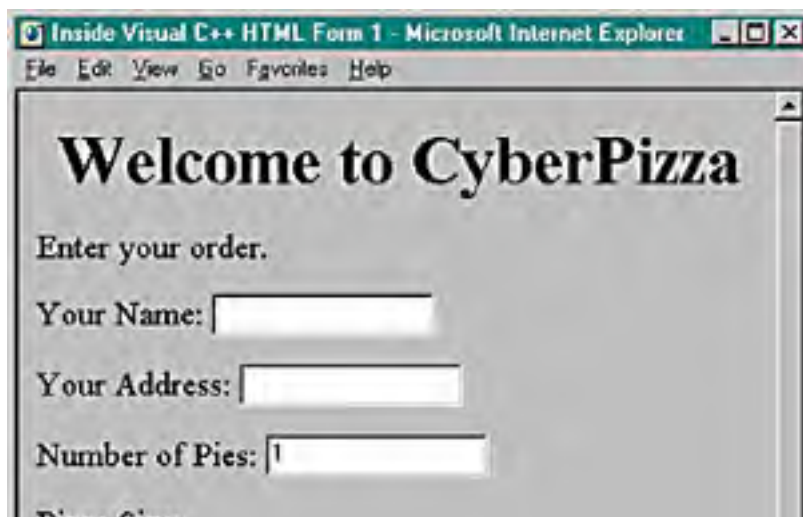 Inside Visual C++ HTML Form 1 - Microsoft Internet Explorer
File Edit View Go Favorites Help
Welcome to CyberPizza
Enter your order.
Your Name:
Your Address:
Number of Pies: 1